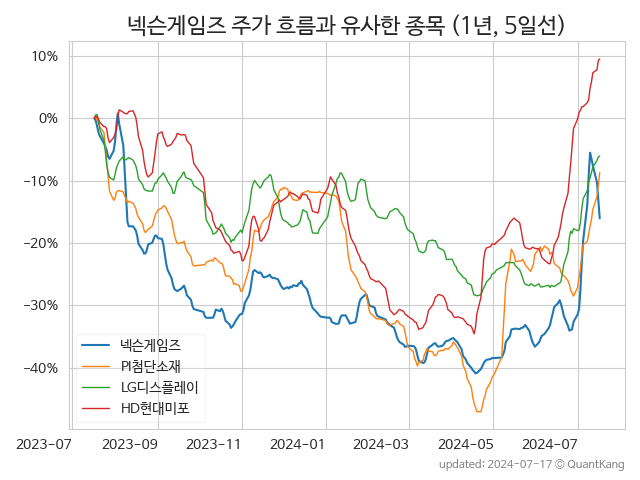 넥슨게임즈 주가 흐름과 유사한 종목 (1년, 5일선)
10%
0%
−10%
−20%
−30%
−40%
넥슨게임즈
PI첨단소재
LG디스플레이
HD현대미포
2023-07
2023-09
2023-11
2024-01
2024-03
2024-05
2024-07
updated: 2024-07-17 © QuantKang